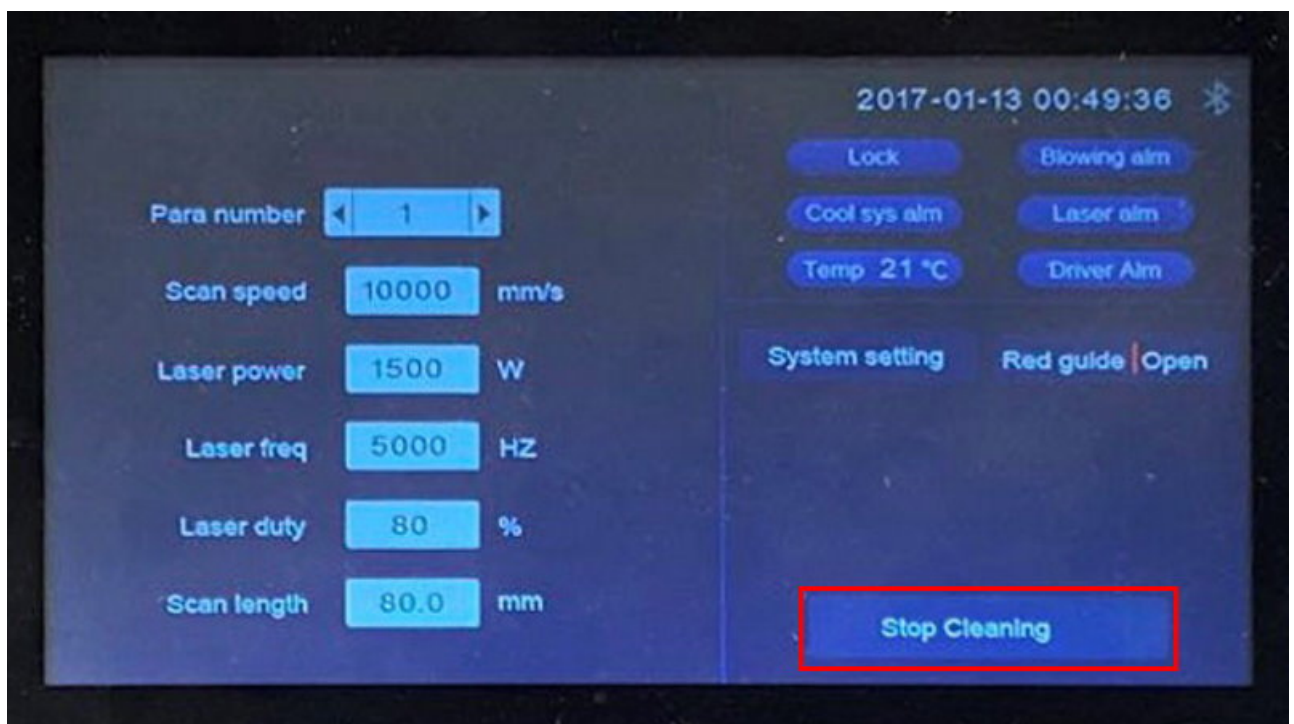 2017-01-13 00:49:36
Lock
Blowing alm
Para number 1
Cool sys alm
Laser alm
Temp 21 °C
Driver Alm
Scan speed 10000 mm/s
System setting
Red guide Open
Laser power 1500 W
Laser freq 5000 HZ
Laser duty 80 %
Scan length 80.0 mm
Stop Cleaning